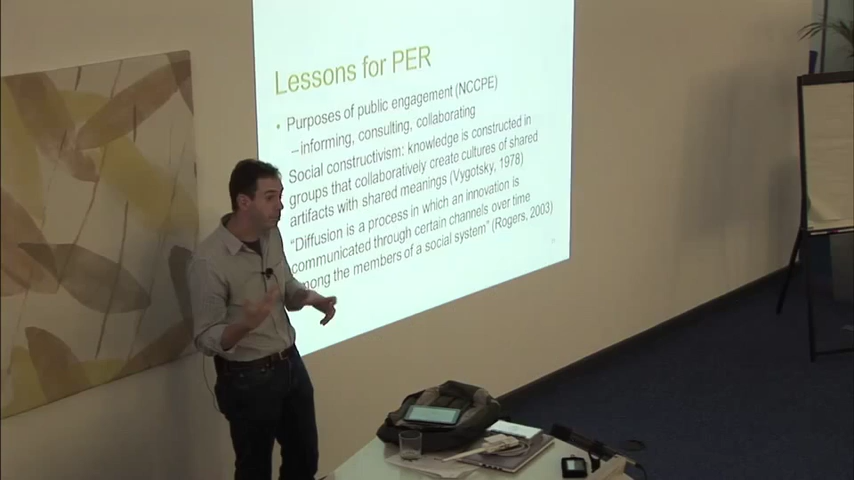 Lessons for PER
• Purposes of public engagement (NCCPE)
–informing, consulting, collaborating
Social constructivism: knowledge is constructed in
groups that collaboratively create cultures of shared
artifacts with shared meanings (Vygotsky, 1978)
“Diffusion is a process in which an innovation is
communicated through certain channels over time
among the members of a social system” (Rogers, 2003)